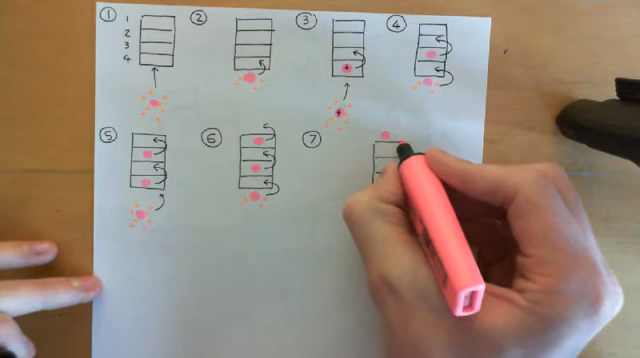 ① 1 ② ③ ④
2
3
4
+
+
⑤ ⑥ ⑦